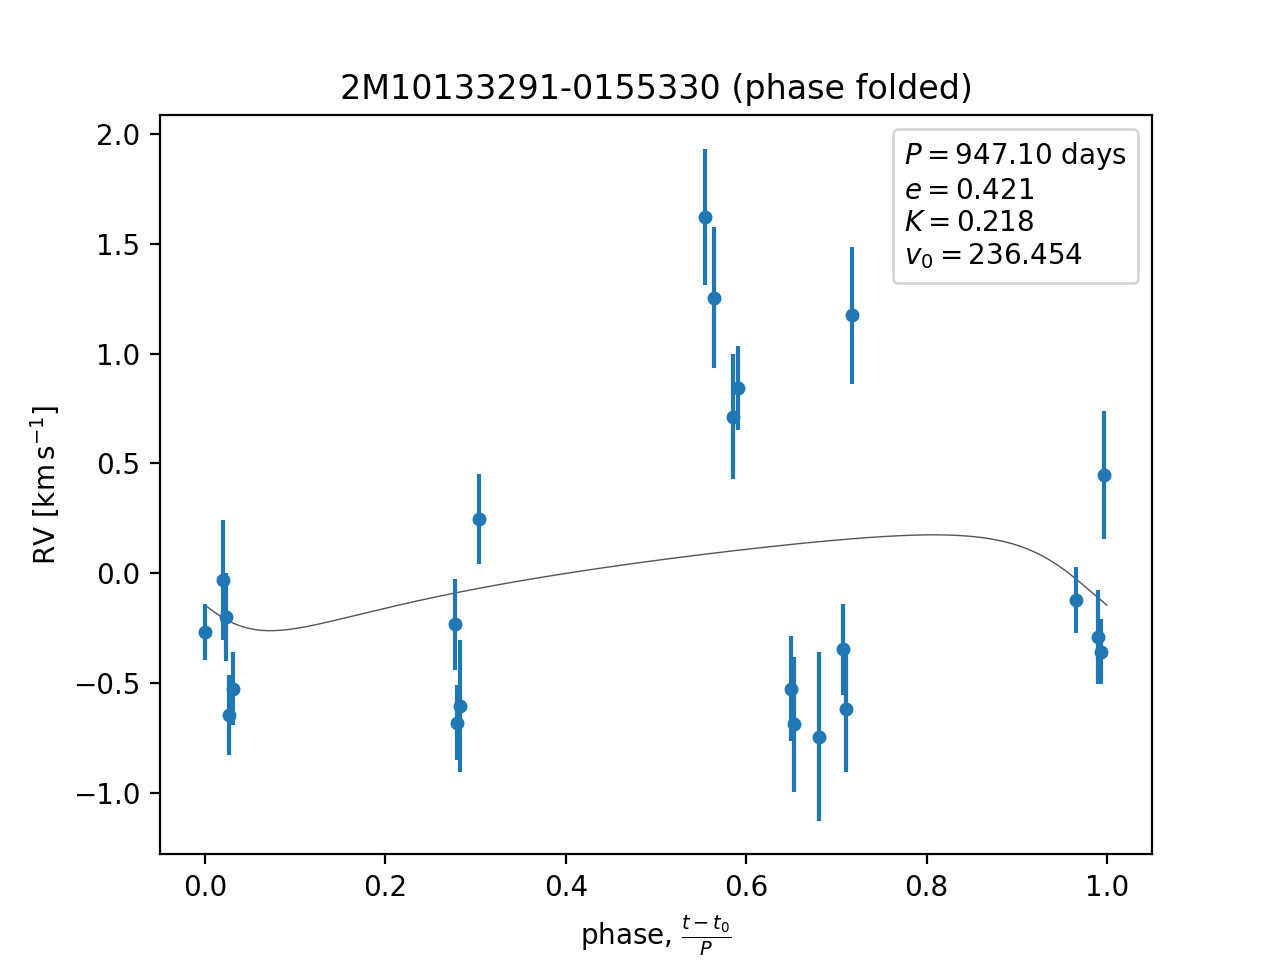 2M10133291-0155330 (phase folded)
P = 947.10 days
e = 0.421
K = 0.218
v₀ = 236.454
2.0
1.5
1.0
0.5
0.0
−0.5
−1.0
RV [km s⁻¹]
0.0 0.2 0.4 0.6 0.8 1.0
phase, (t − t₀)/P